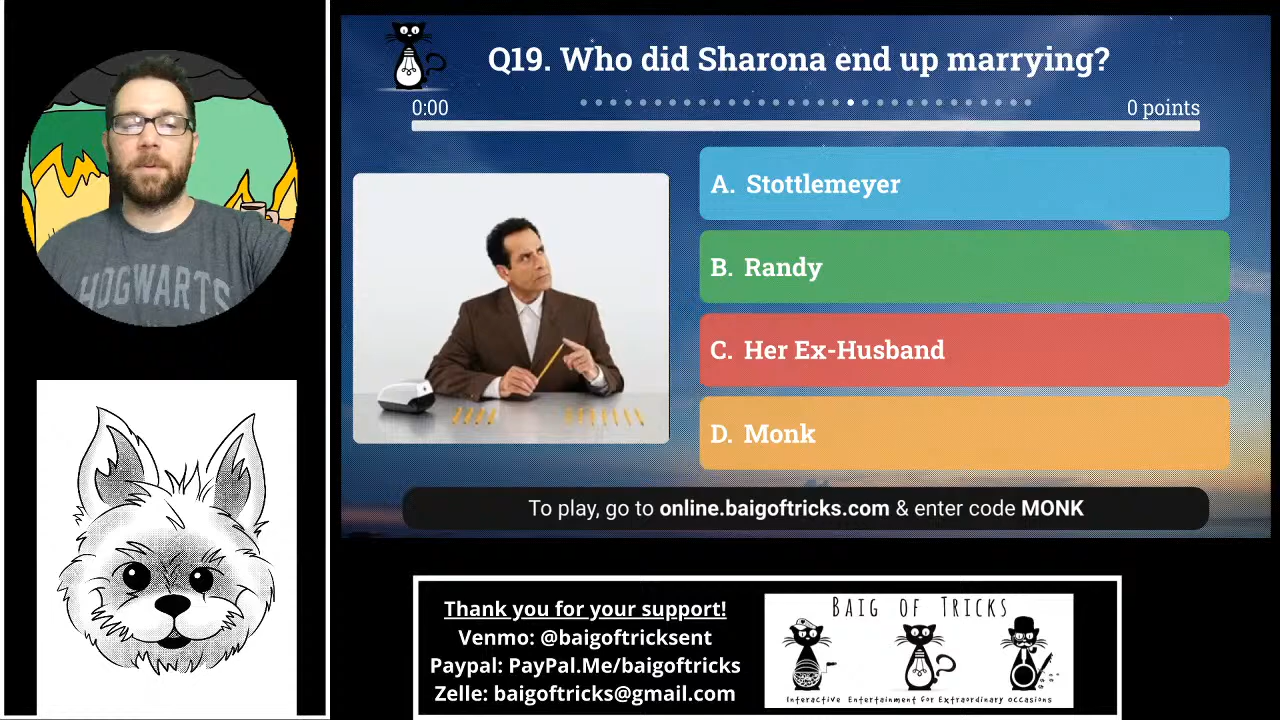 HOGWARTS
Q19. Who did Sharona end up marrying?
0:00
0 points
A. Stottlemeyer
B. Randy
C. Her Ex-Husband
D. Monk
To play, go to online.baigoftricks.com & enter code MONK
Thank you for your support!
Venmo: @baigoftricksent
Paypal: PayPal.Me/baigoftricks
Zelle: baigoftricks@gmail.com
BAIG OF TRICKS
Interactive Entertainment for Extraordinary occasions